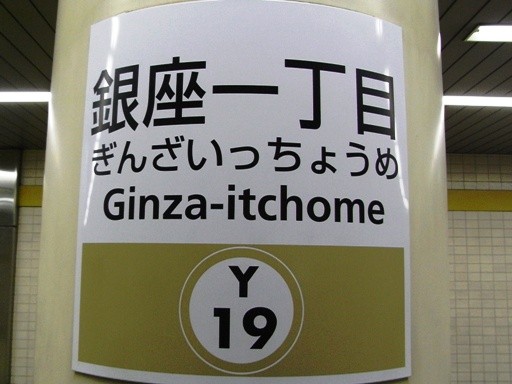 銀座一丁目
ぎんざいっちょうめ
Ginza-itchome
Y
19